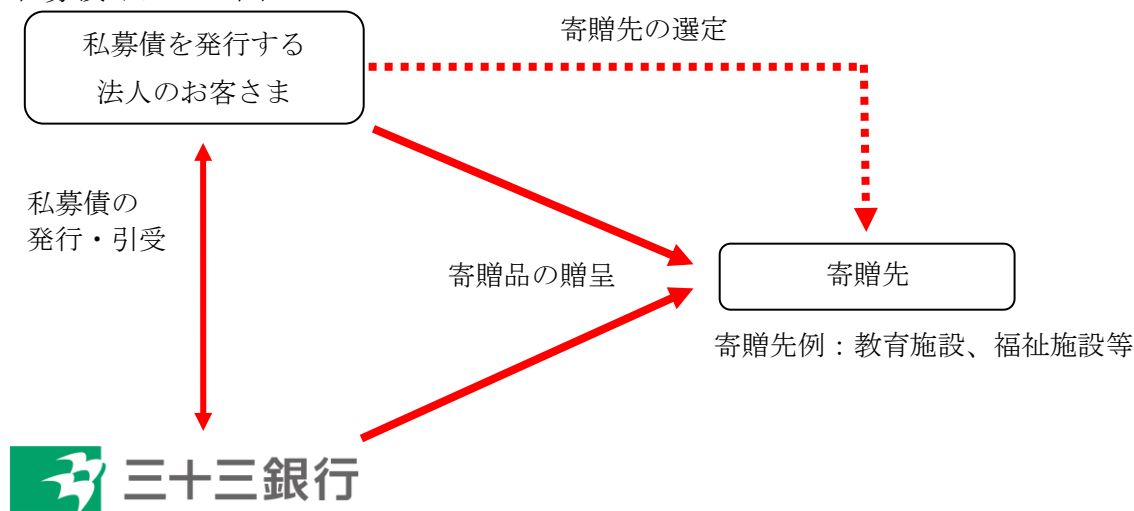 私募債を発行する
法人のお客さま
寄贈先の選定
私募債の
発行・引受
寄贈品の贈呈
寄贈先
寄贈先例：教育施設、福祉施設等
三十三銀行